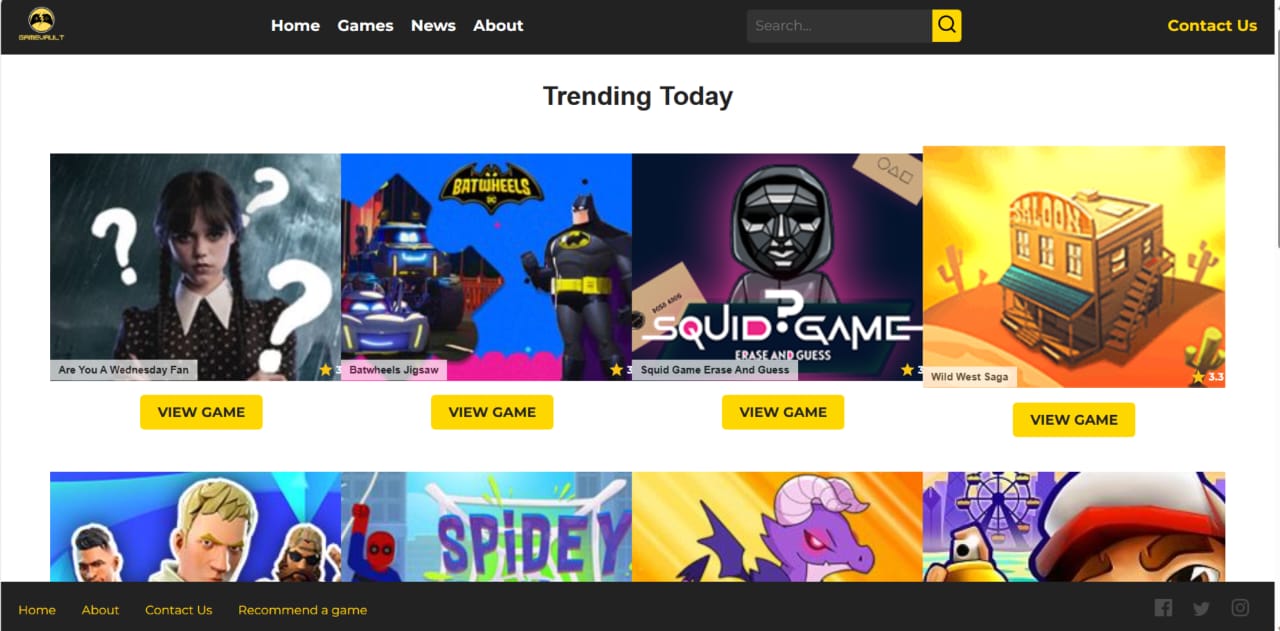 GAMEVAULT
Home Games News About
Search...
Contact Us
Trending Today
BATWHEELS
DC
SALOON
SQUID GAME
ERASE AND GUESS
?
Are You A Wednesday Fan
3
Batwheels Jigsaw
3
Squid Game Erase And Guess
3
Wild West Saga
3.3
VIEW GAME
VIEW GAME
VIEW GAME
VIEW GAME
SPIDEY
Home About Contact Us Recommend a game